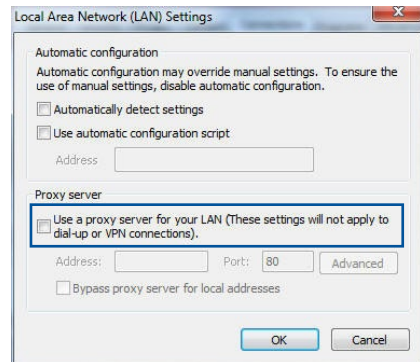 Local Area Network (LAN) Settings
Automatic configuration
Automatic configuration may override manual settings. To ensure the
use of manual settings, disable automatic configuration.
Automatically detect settings
Use automatic configuration script
Address
Proxy server
Use a proxy server for your LAN (These settings will not apply to
dial-up or VPN connections).
Address:
Port:
80
Advanced
Bypass proxy server for local addresses
OK
Cancel